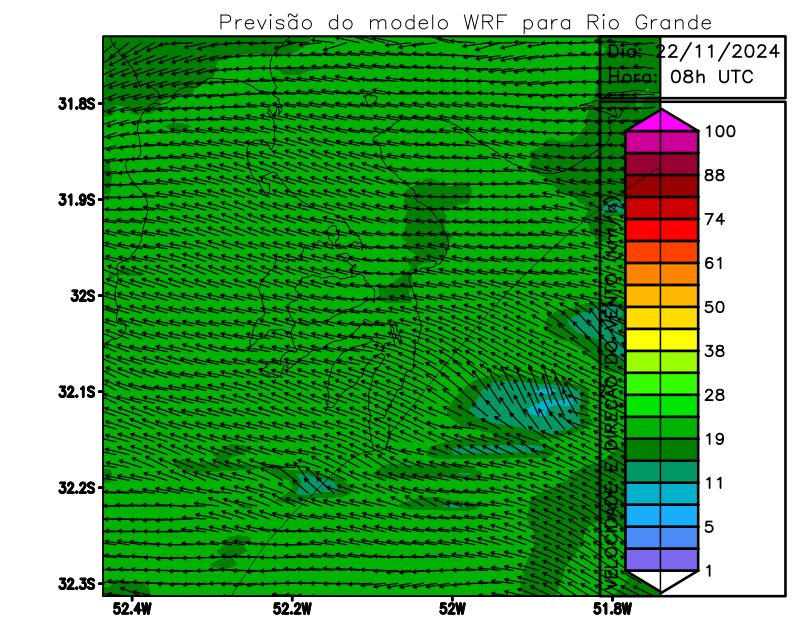 Previsão do modelo WRF para Rio Grande
Dia: 22/11/2024
Hora: 08h UTC
31.8S
31.9S
32S
32.1S
32.2S
32.3S
52.4W
52.2W
52W
51.8W
VELOCIDADE E DIREÇÃO DO VENTO (Km/h)
100
88
74
61
50
38
28
19
11
5
1